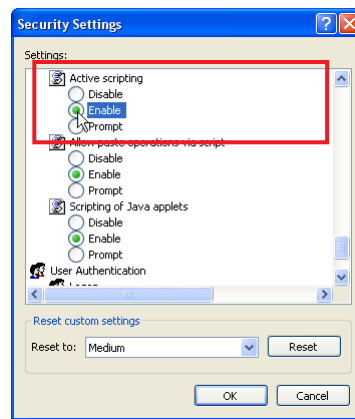 Security Settings
Settings:
Active scripting
Disable
Enable
Prompt
Allow paste operations via script
Disable
Enable
Prompt
Scripting of Java applets
Disable
Enable
Prompt
User Authentication
Logon
Reset custom settings
Reset to: Medium Reset
OK Cancel